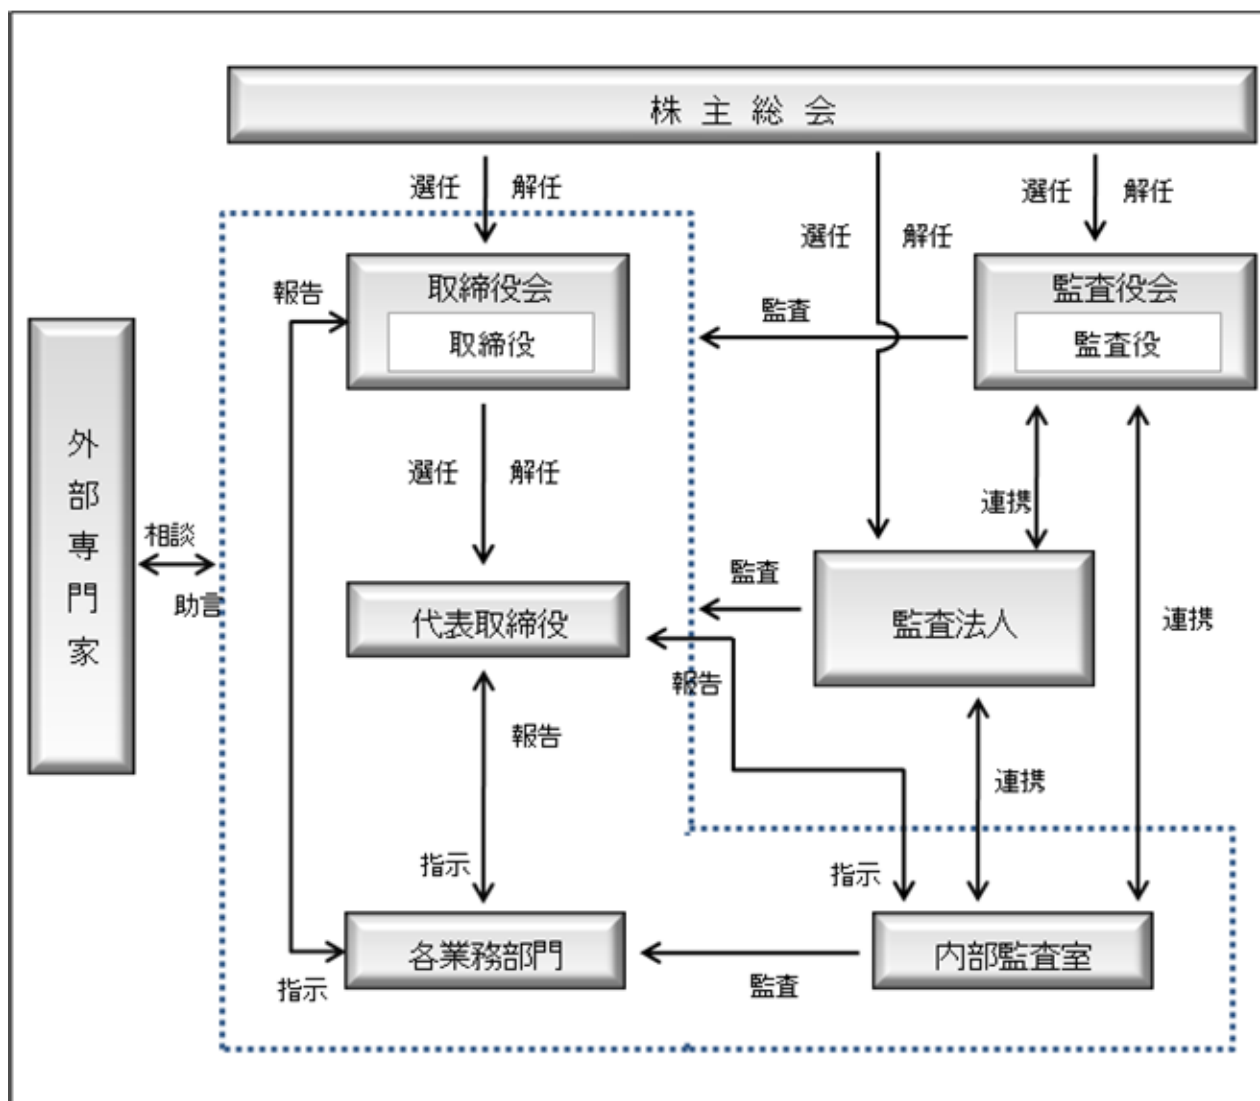 株主総会
選任 解任
選任 解任
選任 解任
取締役会
取締役
監査役会
監査役
報告
監査
外部専門家
選任 解任
連携
相談
助言
監査
代表取締役
監査法人
連携
報告
報告
連携
指示
指示
各業務部門
内部監査室
指示
監査